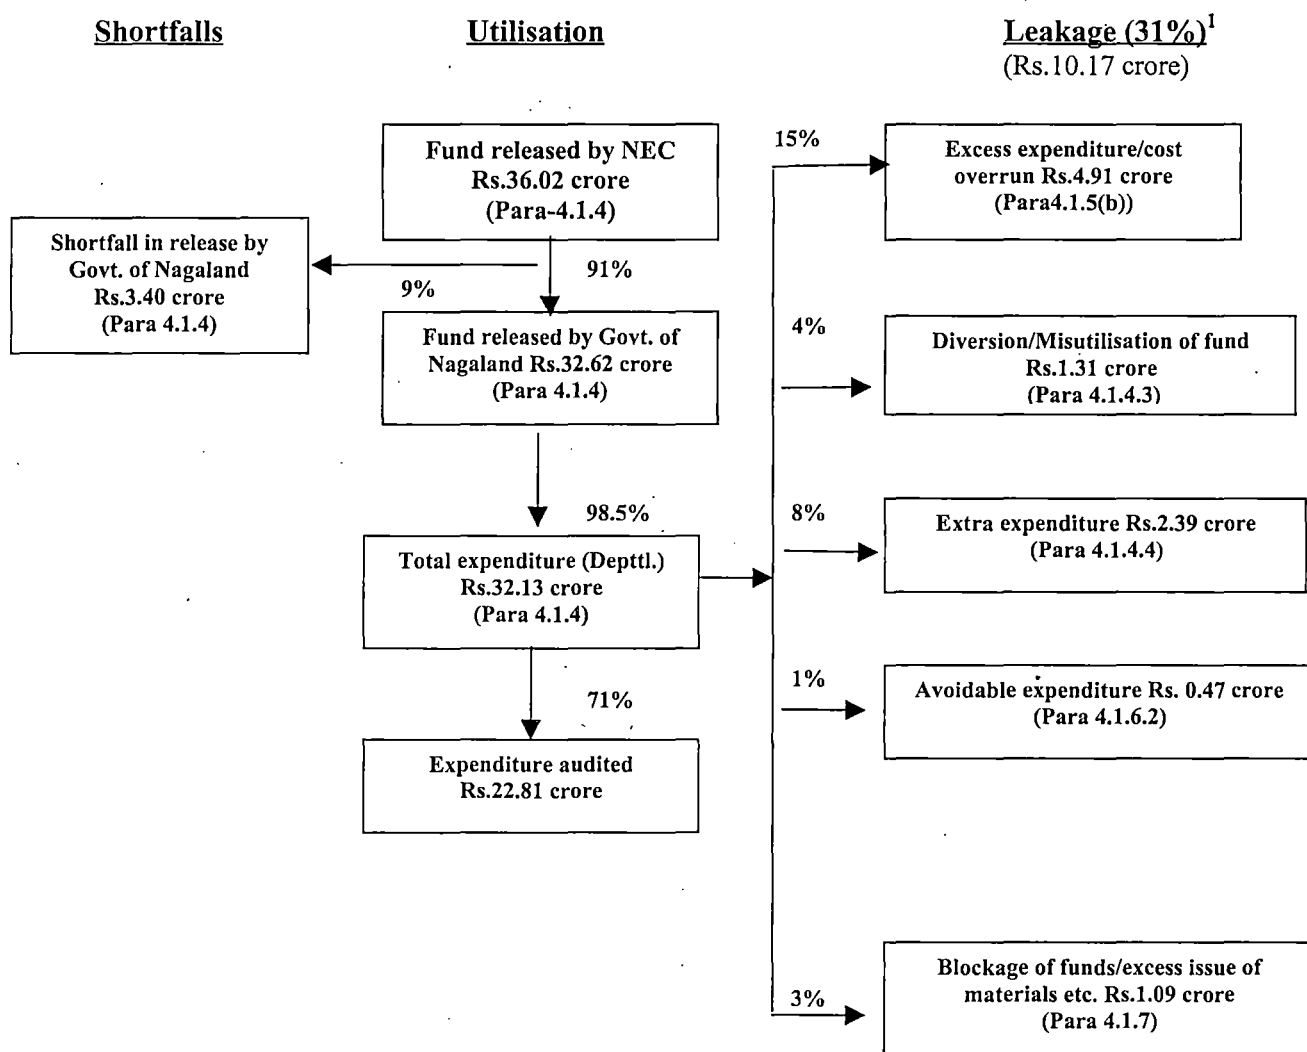 Shortfalls
Utilisation
Leakage (31%)1
(Rs.10.17 crore)
Fund released by NEC
Rs.36.02 crore
(Para-4.1.4)
Shortfall in release by
Govt. of Nagaland
Rs.3.40 crore
(Para 4.1.4)
9%
91%
Fund released by Govt. of
Nagaland Rs.32.62 crore
(Para 4.1.4)
98.5%
Total expenditure (Depttl.)
Rs.32.13 crore
(Para 4.1.4)
71%
Expenditure audited
Rs.22.81 crore
15%
Excess expenditure/cost
overrun Rs.4.91 crore
(Para4.1.5(b))
4%
Diversion/Misutilisation of fund
Rs.1.31 crore
(Para 4.1.4.3)
8%
Extra expenditure Rs.2.39 crore
(Para 4.1.4.4)
1%
Avoidable expenditure Rs. 0.47 crore
(Para 4.1.6.2)
3%
Blockage of funds/excess issue of
materials etc. Rs.1.09 crore
(Para 4.1.7)